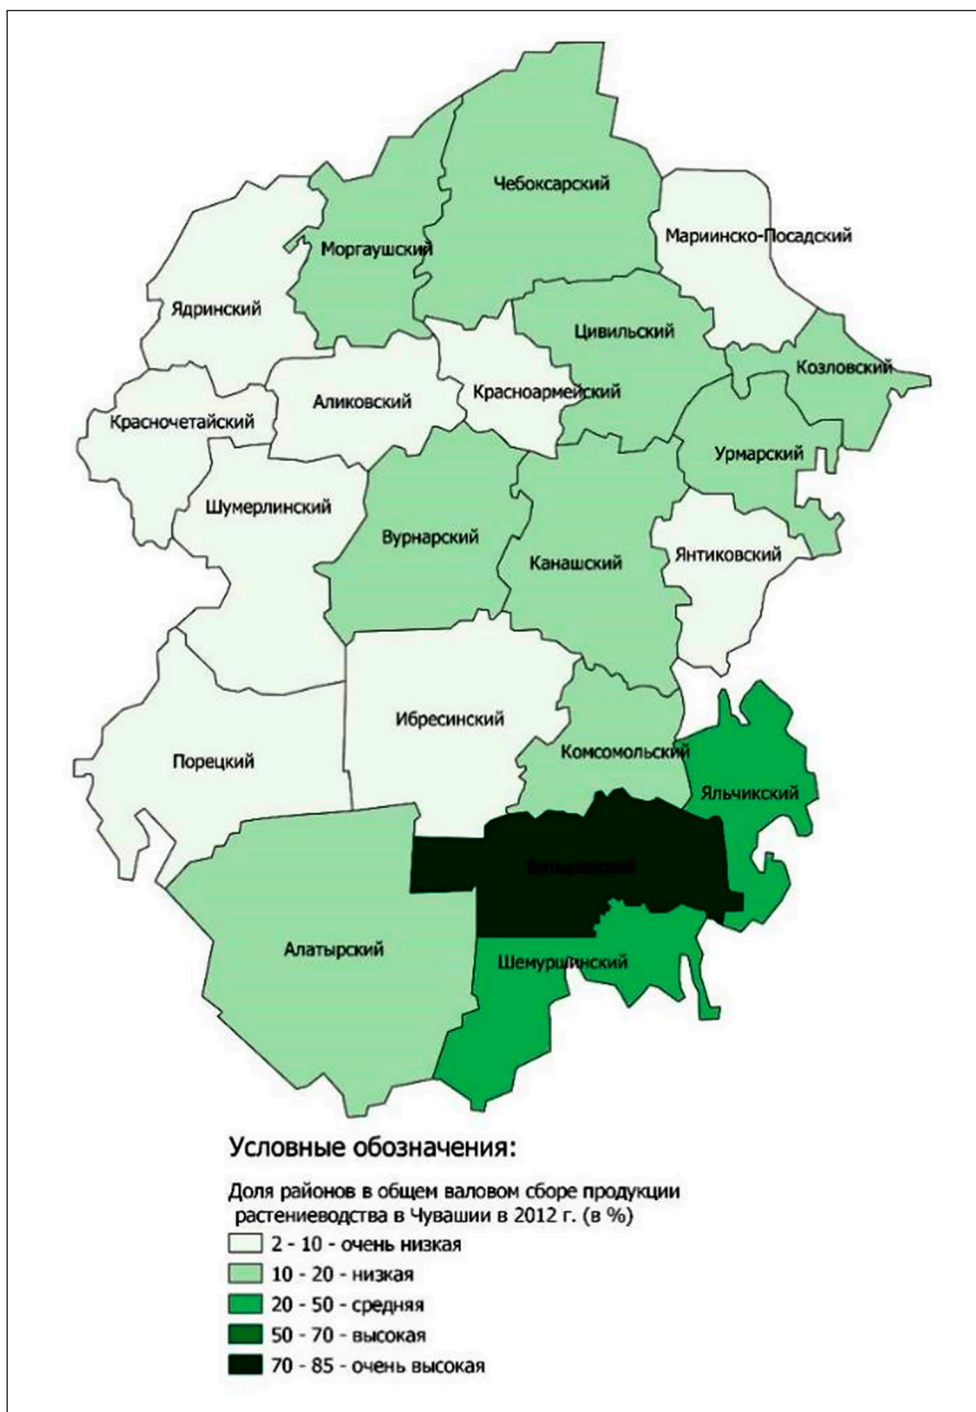 Чебоксарский
Мариинско-Посадский
Моргаушский
Ядринский
Цивильский
Козловский
Красноармейский
Аликовский
Красночетайский
Урмарский
Шумерлинский
Вурнарский
Канашский
Янтиковский
Ибресинский
Комсомольский
Порецкий
Яльчикский
Батыревский
Алатырский
Шемуршинский
Условные обозначения:
Доля районов в общем валовом сборе продукции
растениеводства в Чувашии в 2012 г. (в %)
2 - 10 - очень низкая
10 - 20 - низкая
20 - 50 - средняя
50 - 70 - высокая
70 - 85 - очень высокая